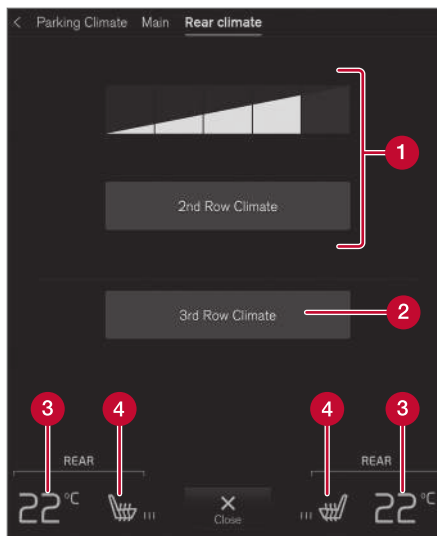 < Parking Climate Main Rear climate
1
2nd Row Climate
3rd Row Climate
2
3 4 4 3
REAR REAR
22°C 22°C
Close